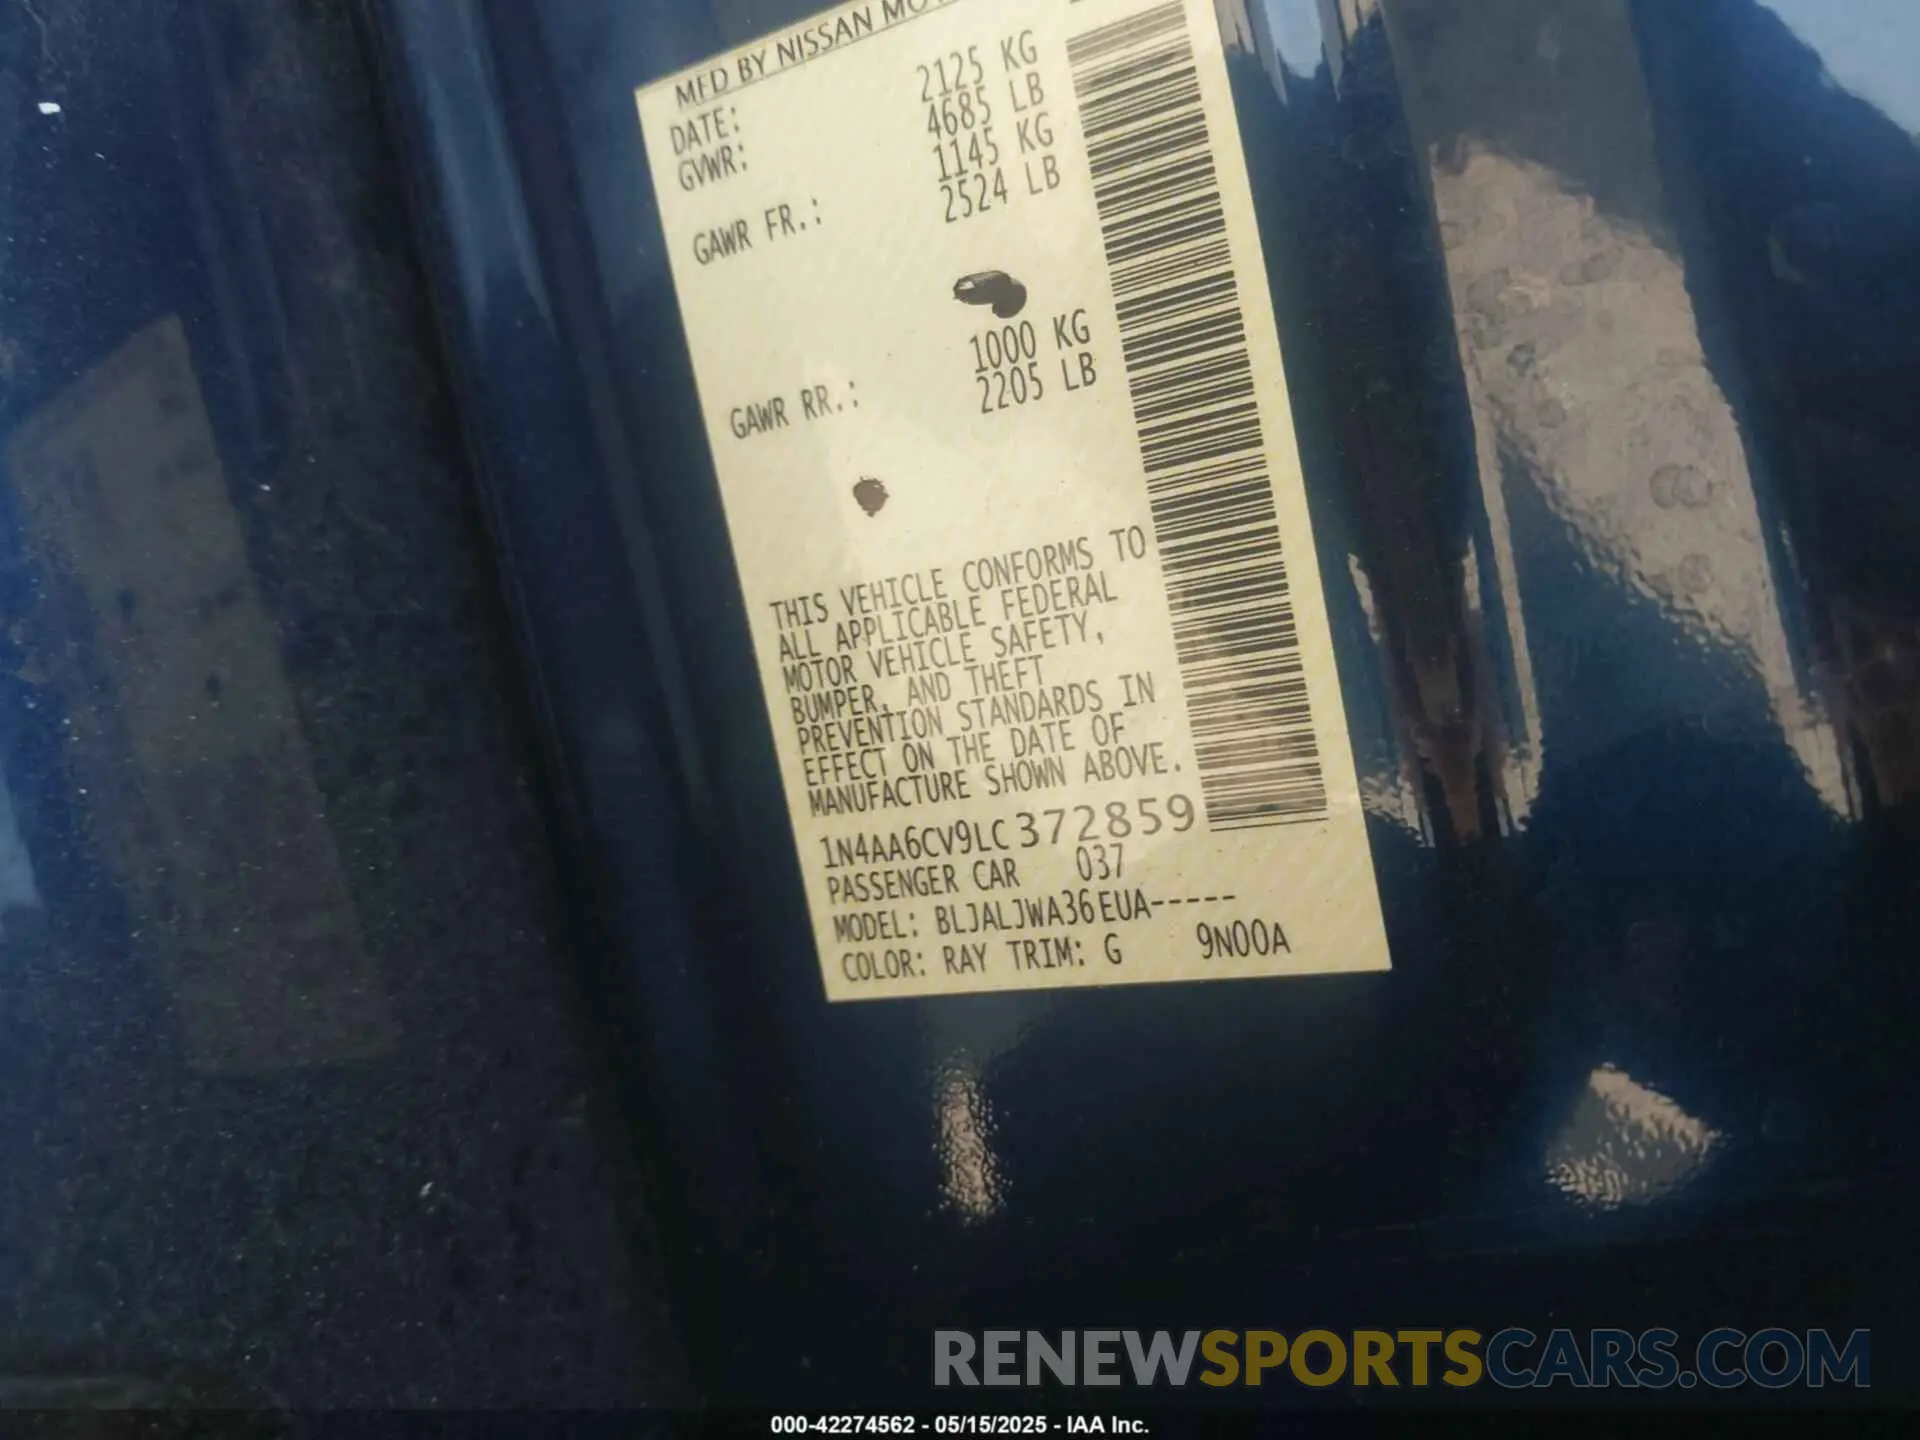 MFD BY NISSAN
DATE:
GVWR: 2125 KG
4685 LB
GAWR FR.: 1145 KG
2524 LB
GAWR RR.: 1000 KG
2205 LB
THIS VEHICLE CONFORMS TO
ALL APPLICABLE FEDERAL
MOTOR VEHICLE SAFETY,
BUMPER, AND THEFT
PREVENTION STANDARDS IN
EFFECT ON THE DATE OF
MANUFACTURE SHOWN ABOVE.
1N4AA6CV9LC372859
PASSENGER CAR 037
MODEL: BLJALJWA36EUA-----
COLOR: RAY TRIM: G 9N00A
RENEWSPORTSCARS.COM
000-42274562 - 05/15/2025 - IAA Inc.